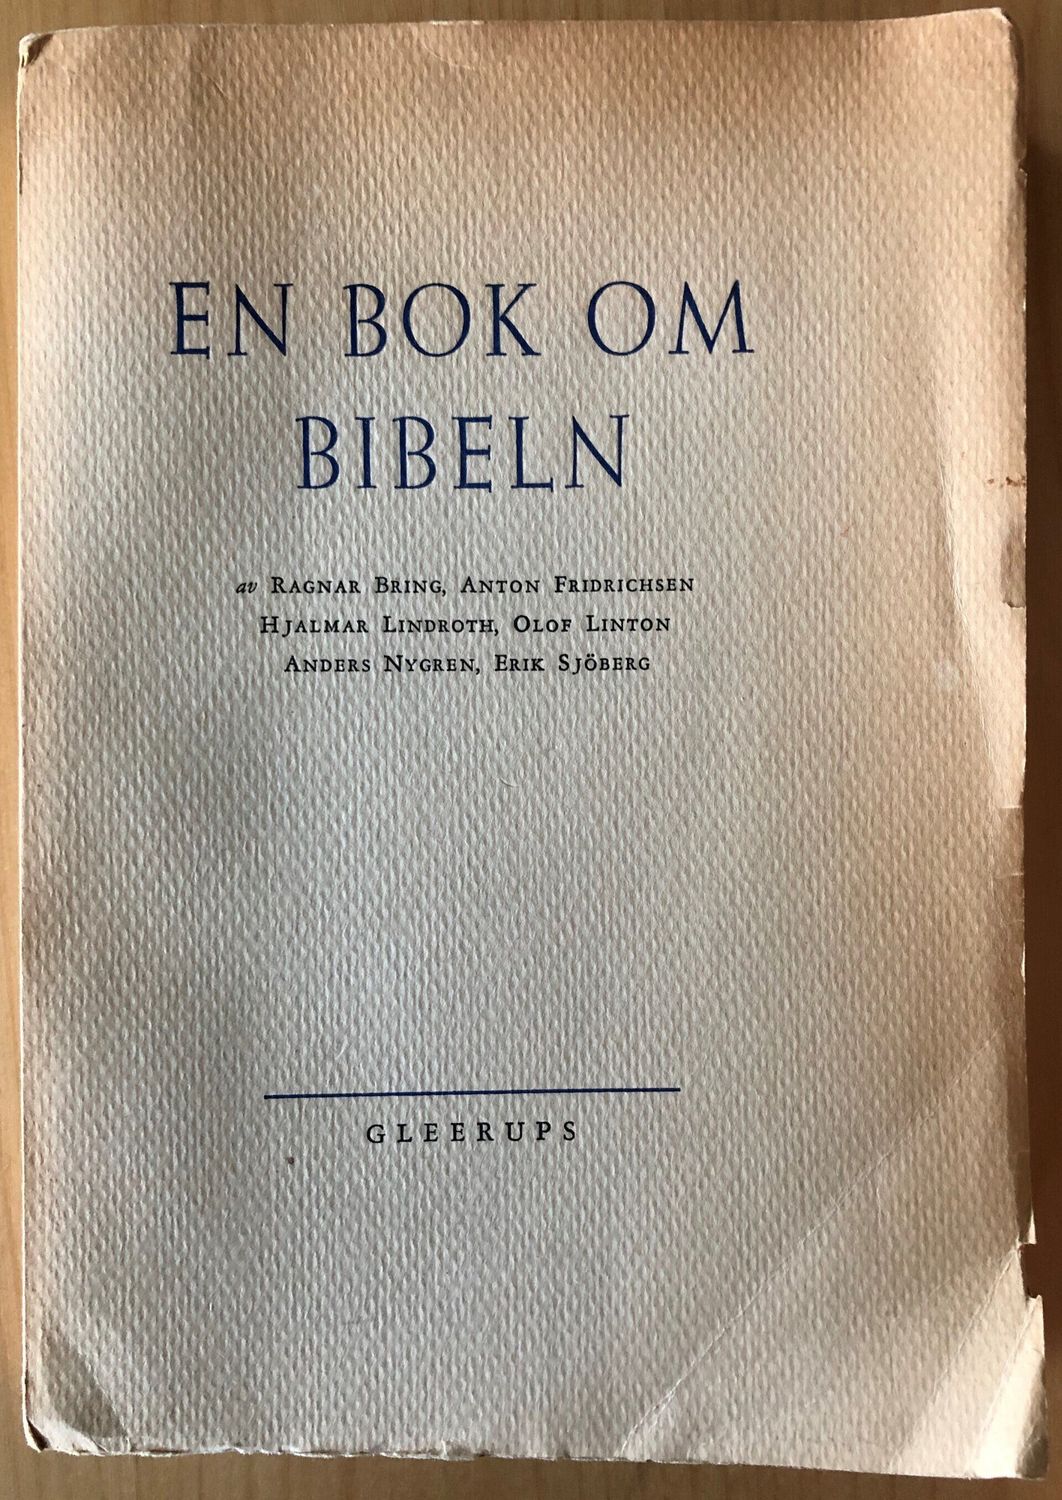 EN BOK OM
BIBELN
av RAGNAR BRING, ANTON FRIDRICHSEN
HJALMAR LINDROTH, OLOF LINTON
ANDERS NYGREN, ERIK SJÖBERG
GLEERUPS